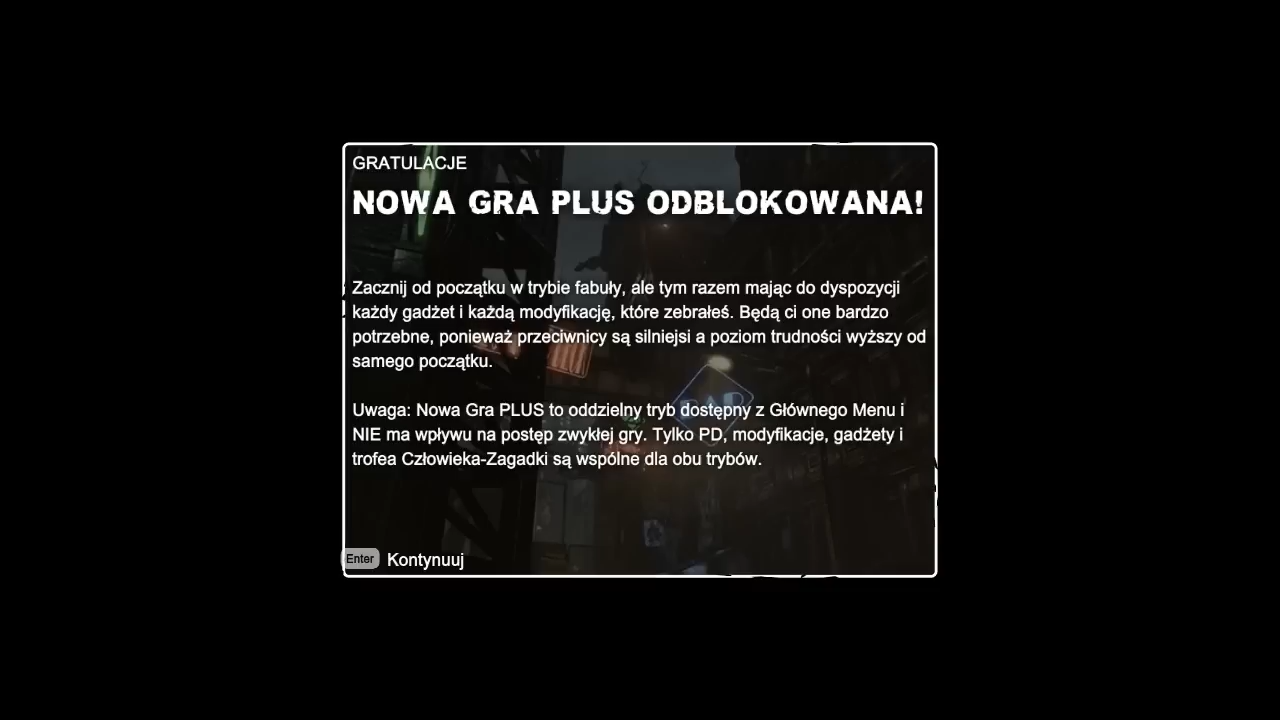 GRATULACJE
NOWA GRA PLUS ODBLOKOWANA!
Zacznij od początku w trybie fabuły, ale tym razem mając do dyspozycji
każdy gadżet i każdą modyfikację, które zebrałeś. Będą ci one bardzo
potrzebne, ponieważ przeciwnicy są silniejsi a poziom trudności wyższy od
samego początku.
Uwaga: Nowa Gra PLUS to oddzielny tryb dostępny z Głównego Menu i
NIE ma wpływu na postęp zwykłej gry. Tylko PD, modyfikacje, gadżety i
trofea Człowieka-Zagadki są wspólne dla obu trybów.
BAR
Enter Kontynuuj